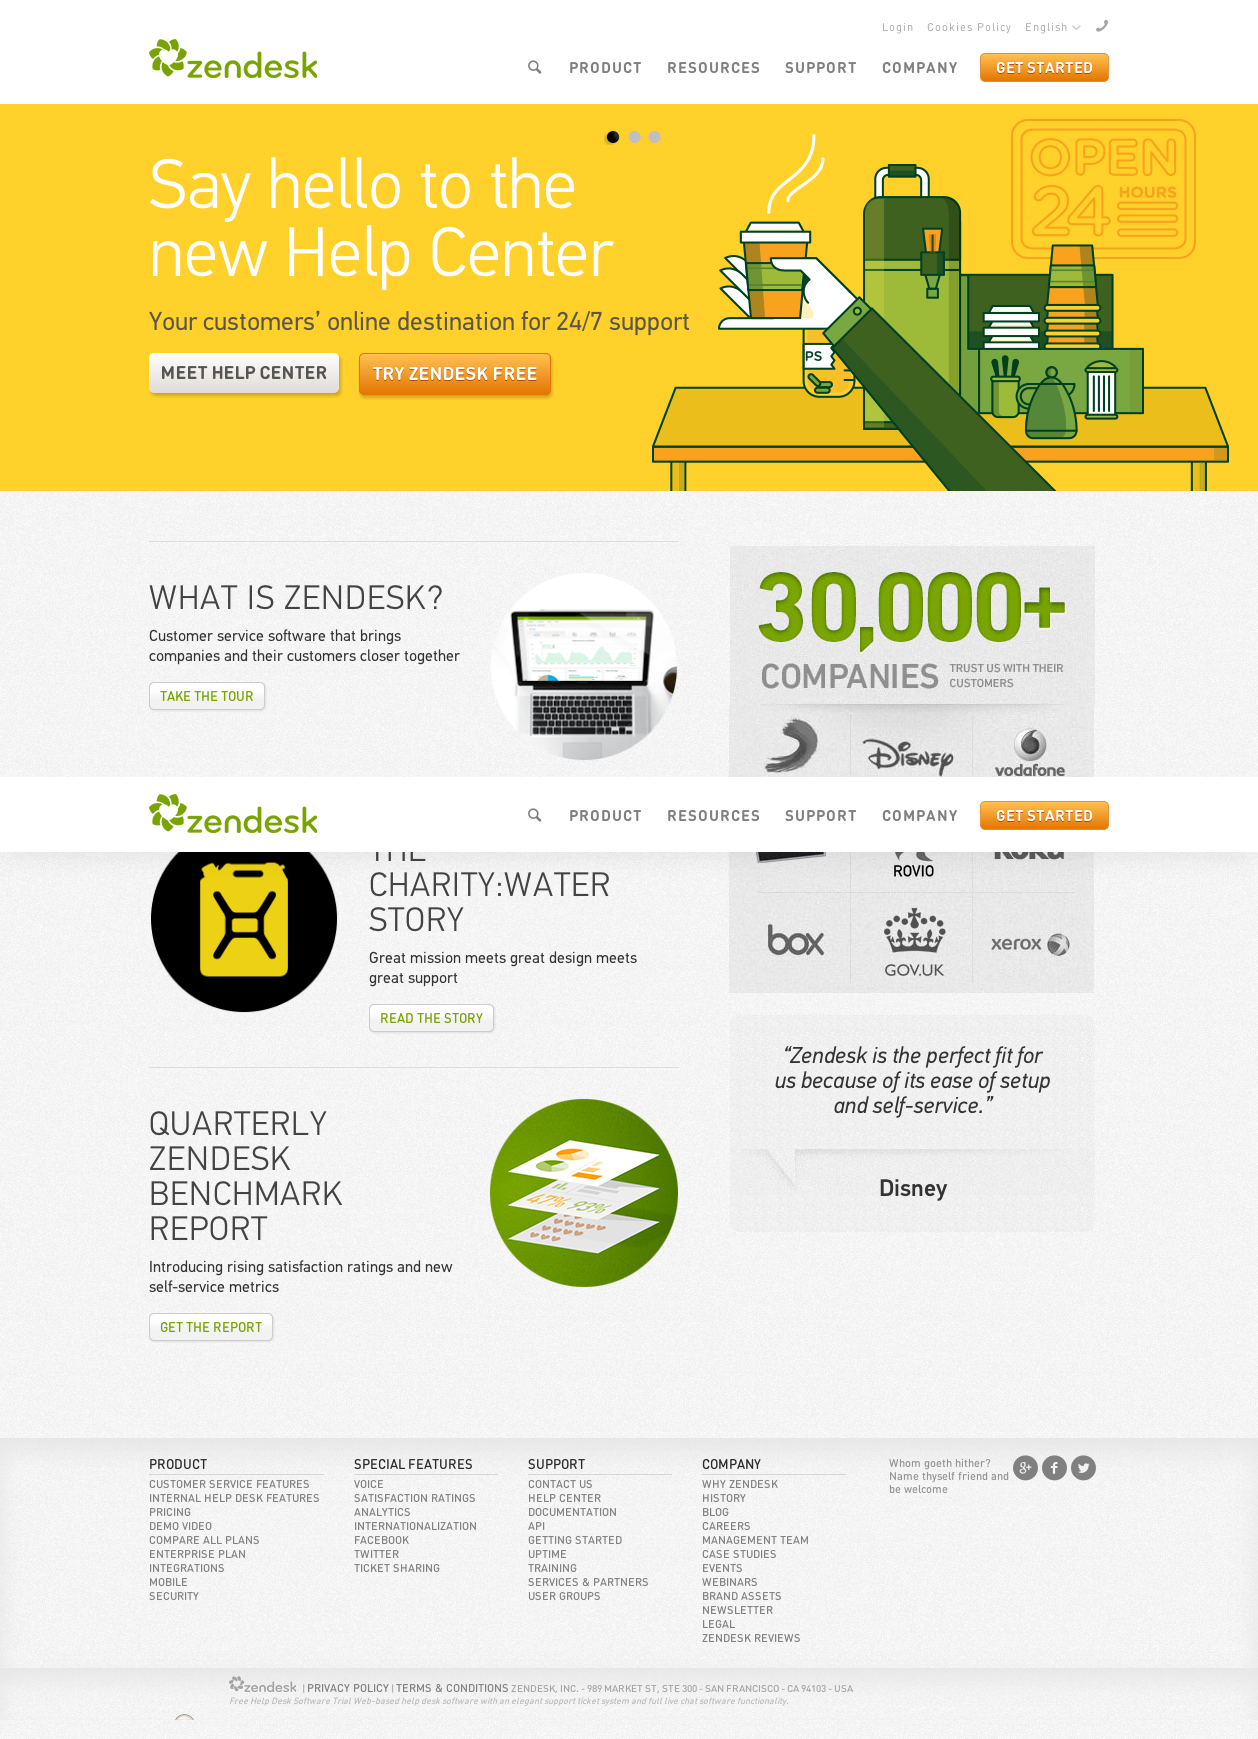 Login Cookies Policy English
zendesk
PRODUCT RESOURCES SUPPORT COMPANY GET STARTED
Say hello to the
new Help Center
Your customers’ online destination for 24/7 support
MEET HELP CENTER TRY ZENDESK FREE
OPEN
24 HOURS
PS
WHAT IS ZENDESK?
Customer service software that brings
companies and their customers closer together
TAKE THE TOUR
30,000+
COMPANIES TRUST US WITH THEIR
CUSTOMERS
Disney vodafone
zendesk
PRODUCT RESOURCES SUPPORT COMPANY GET STARTED
THE
CHARITY:WATER
STORY
Great mission meets great design meets
great support
READ THE STORY
ROVIO ROKU
box GOV.UK xerox
“Zendesk is the perfect fit for
us because of its ease of setup
and self-service.”
Disney
QUARTERLY
ZENDESK
BENCHMARK
REPORT
47% 93%
Introducing rising satisfaction ratings and new
self-service metrics
GET THE REPORT
PRODUCT
CUSTOMER SERVICE FEATURES
INTERNAL HELP DESK FEATURES
PRICING
DEMO VIDEO
COMPARE ALL PLANS
ENTERPRISE PLAN
INTEGRATIONS
MOBILE
SECURITY
SPECIAL FEATURES
VOICE
SATISFACTION RATINGS
ANALYTICS
INTERNATIONALIZATION
FACEBOOK
TWITTER
TICKET SHARING
SUPPORT
CONTACT US
HELP CENTER
DOCUMENTATION
API
GETTING STARTED
UPTIME
TRAINING
SERVICES & PARTNERS
USER GROUPS
COMPANY
WHY ZENDESK
HISTORY
BLOG
CAREERS
MANAGEMENT TEAM
CASE STUDIES
EVENTS
WEBINARS
BRAND ASSETS
NEWSLETTER
LEGAL
ZENDESK REVIEWS
Whom goeth hither?
Name thyself friend and
be welcome
zendesk | PRIVACY POLICY | TERMS & CONDITIONS ZENDESK, INC. - 989 MARKET ST, STE 300 - SAN FRANCISCO - CA 94103 - USA
Free Help Desk Software Trial Web-based help desk software with an elegant support ticket system and full live chat software functionality.